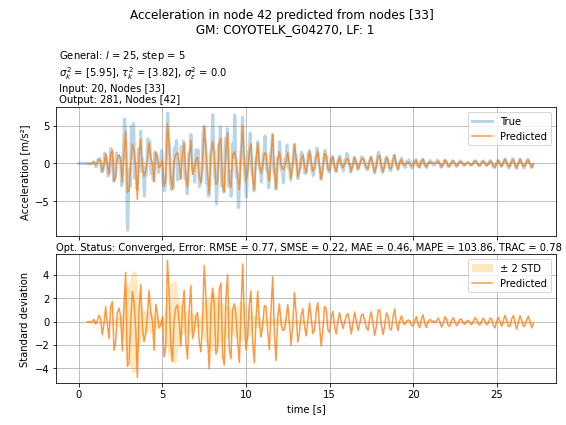 Acceleration in node 42 predicted from nodes [33]
GM: COYOTELK_G04270, LF: 1
General: l = 25, step = 5
σ_k² = [5.95], τ_k² = [3.82], σ_ε² = 0.0
Input: 20, Nodes [33]
Output: 281, Nodes [42]
Acceleration [m/s²]
5
0
−5
True
Predicted
Opt. Status: Converged, Error: RMSE = 0.77, SMSE = 0.22, MAE = 0.46, MAPE = 103.86, TRAC = 0.78
Standard deviation
4
2
0
−2
−4
± 2 STD
Predicted
0 5 10 15 20 25
time [s]